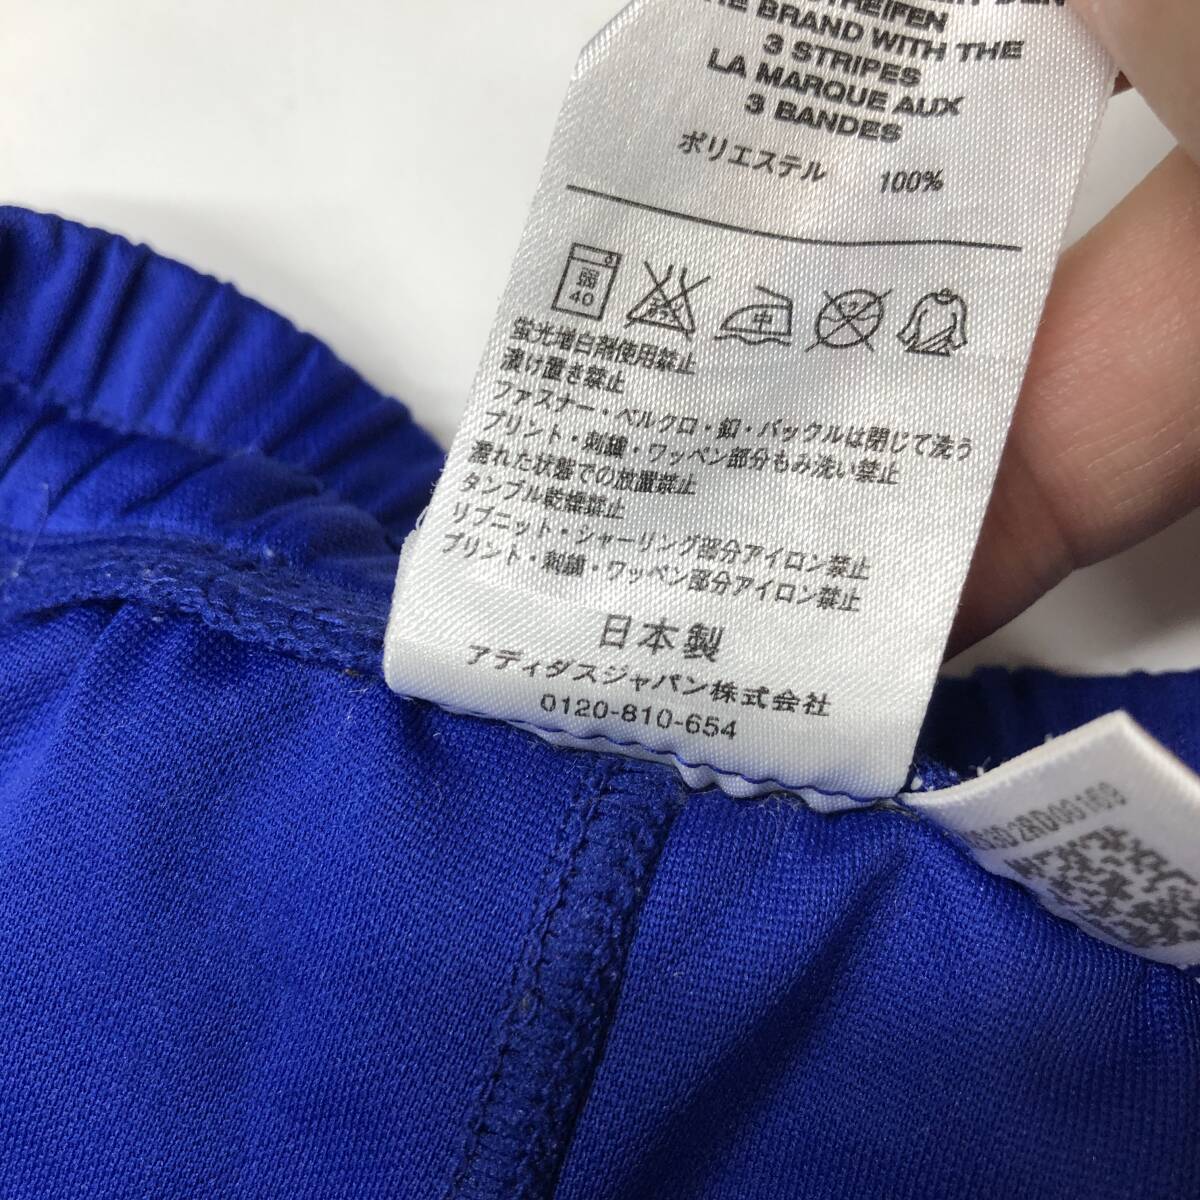 STREIFEN
THE BRAND WITH THE
3 STRIPES
LA MARQUE AUX
3 BANDES
ポリエステル 100%
弱
40
中
蛍光増白剤使用禁止
漬け置き禁止
ファスナー・ベルクロ・釦・バックルは閉じて洗う
プリント・刺繍・ワッペン部分もみ洗い禁止
濡れた状態での放置禁止
タンブル乾燥禁止
リブニット・シャーリング部分アイロン禁止
プリント・刺繍・ワッペン部分アイロン禁止
日本製
アディダスジャパン株式会社
0120-810-654